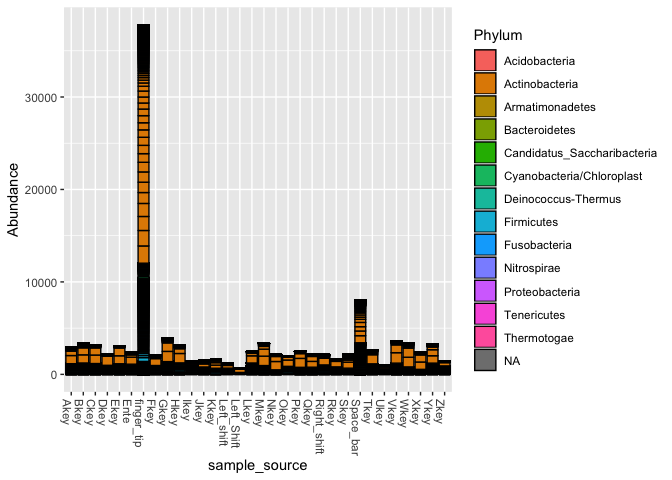 Abundance
30000
20000
10000
0
Akey
Bkey
Ckey
Dkey
Ekey
Ente
finger_tip
Fkey
Gkey
Hkey
Ikey
Jkey
Kkey
Left_shift
Left_Shift
Lkey
Mkey
Nkey
Okey
Pkey
Qkey
Right_shift
Rkey
Skey
Space_bar
Tkey
Ukey
Vkey
Wkey
Xkey
Ykey
Zkey
sample_source
Phylum
Acidobacteria
Actinobacteria
Armatimonadetes
Bacteroidetes
Candidatus_Saccharibacteria
Cyanobacteria/Chloroplast
Deinococcus-Thermus
Firmicutes
Fusobacteria
Nitrospirae
Proteobacteria
Tenericutes
Thermotogae
NA